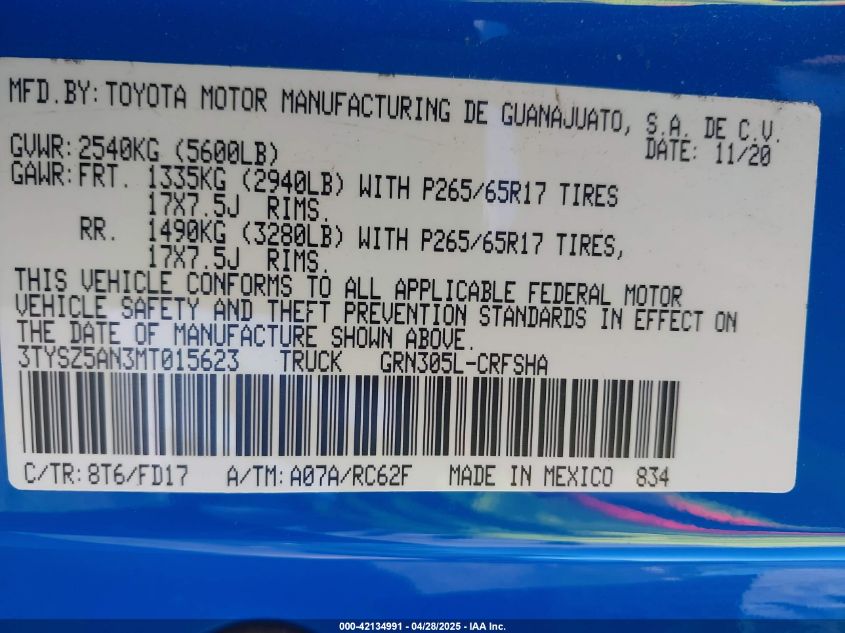 MFD.BY: TOYOTA MOTOR MANUFACTURING DE GUANAJUATO, S.A. DE C.V.
GVWR: 2540KG (5600LB) DATE: 11/20
GAWR: FRT. 1335KG (2940LB) WITH P265/65R17 TIRES
17X7.5J RIMS.
RR. 1490KG (3280LB) WITH P265/65R17 TIRES,
17X7.5J RIMS.
THIS VEHICLE CONFORMS TO ALL APPLICABLE FEDERAL MOTOR
VEHICLE SAFETY AND THEFT PREVENTION STANDARDS IN EFFECT ON
THE DATE OF MANUFACTURE SHOWN ABOVE.
3TYSZ5AN3MT015623 TRUCK GRN305L-CRFSHA
C/TR: 8T6/FD17 A/TM: A07A/RC62F MADE IN MEXICO 834
000-42134991 - 04/28/2025 - IAA Inc.